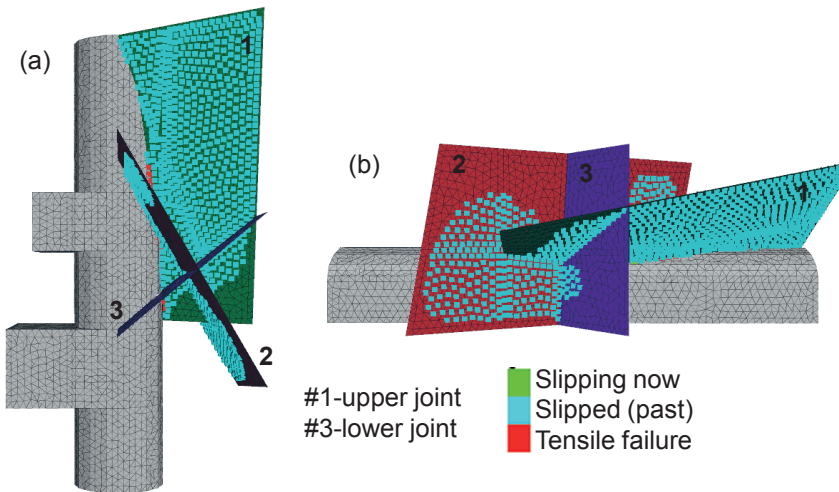 (a)
1
3
2
(b)
2
3
1
#1-upper joint
#3-lower joint
Slipping now
Slipped (past)
Tensile failure